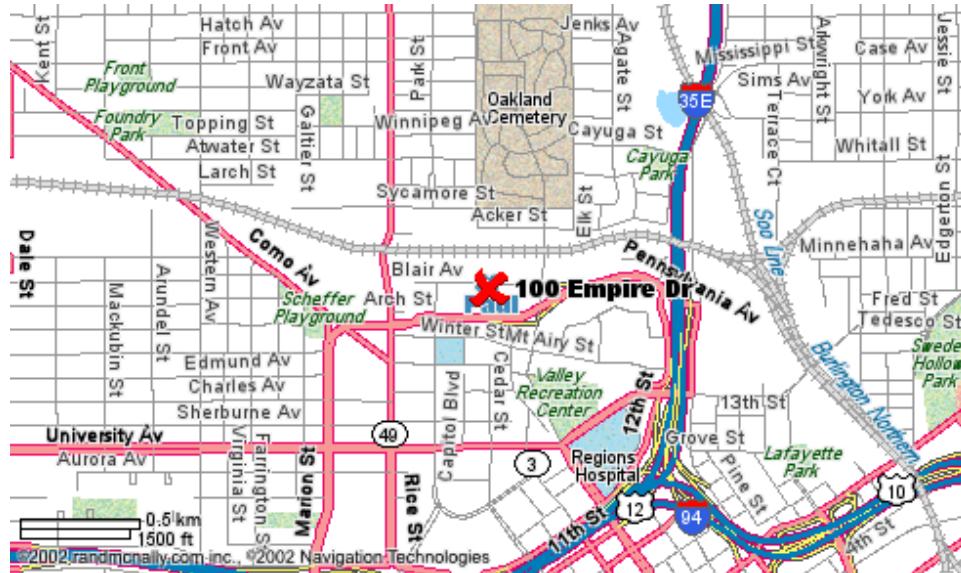 Kent St
Hatch Av
Front Av
Park St
Jenks Av
Agate St
Mississippi St
Arkwright St
Case Av
Jessie St
Front
Playground
Wayzata St
Sims Av
York Av
Foundry
Park
Topping St
Galtier St
Winnipeg Av
Oakland
Cemetery
35E
Cayuga St
Terrace Ct
Whitall St
Atwater St
Larch St
Cayuga
Park
Sycamore St
Acker St
Elk St
Edgerton St
Dale St
Western Av
Como Av
Soo Line
Minnehaha Av
Pennsylvania Av
Blair Av
100 Empire Dr
Paul
Mackubin St
Arundel St
Scheffer
Playground
Arch St
Fred St
Tedesco St
Winter St
Mt Airy St
Edmund Av
Charles Av
Sherburne Av
Capitol Blvd
Cedar St
Valley
Recreation
Center
12th St
13th St
Burlington Northern
Swede
Hollow
Park
University Av
49
Grove St
Aurora Av
Virginia St
Farrington St
Marion St
Rice St
3
Regions
Hospital
Pine St
Lafayette
Park
10
12
94
11th St
4th St
0.5 km
1500 ft
©2002 randmcnally.com inc., ©2002 Navigation Technologies